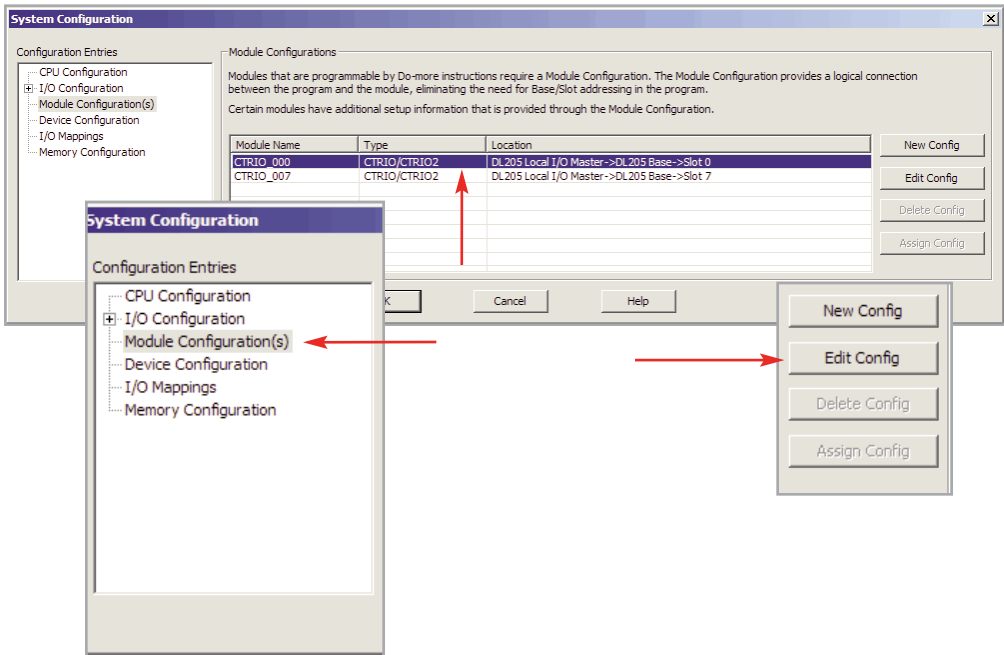 System Configuration
Configuration Entries
CPU Configuration
I/O Configuration
Module Configuration(s)
Device Configuration
I/O Mappings
Memory Configuration
Module Configurations
Modules that are programmable by Do-more instructions require a Module Configuration. The Module Configuration provides a logical connection
between the program and the module, eliminating the need for Base/Slot addressing in the program.
Certain modules have additional setup information that is provided through the Module Configuration.
Module Name Type Location
CTRIO_000 CTRIO/CTRIO2 DL205 Local I/O Master->DL205 Base->Slot 0
CTRIO_007 CTRIO/CTRIO2 DL205 Local I/O Master->DL205 Base->Slot 7
New Config
Edit Config
Delete Config
Assign Config
K Cancel Help
System Configuration
Configuration Entries
CPU Configuration
I/O Configuration
Module Configuration(s)
Device Configuration
I/O Mappings
Memory Configuration
New Config
Edit Config
Delete Config
Assign Config